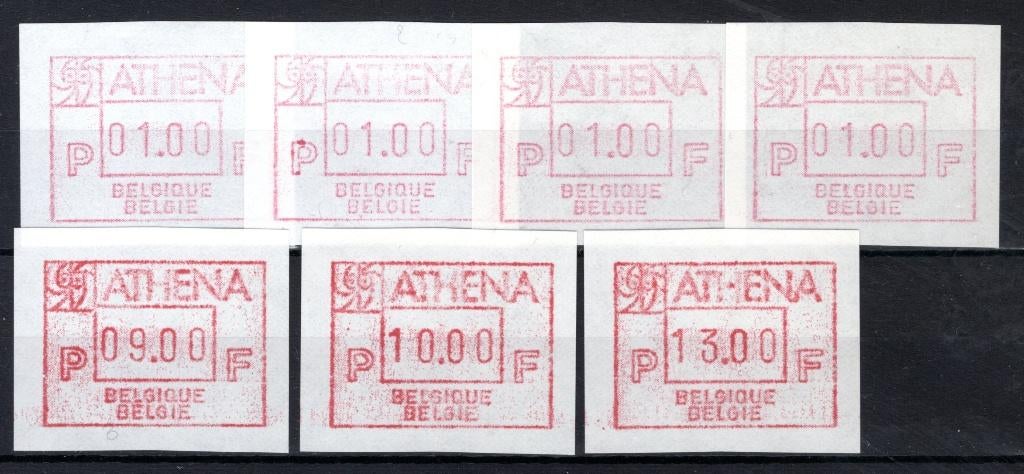 ATHENA
01.00
P F
BELGIQUE
BELGIE
ATHENA
01.00
P F
BELGIQUE
BELGIE
ATHENA
01.00
P F
BELGIQUE
BELGIE
ATHENA
01.00
P F
BELGIQUE
BELGIE
ATHENA
09.00
P F
BELGIQUE
BELGIE
ATHENA
10.00
P F
BELGIQUE
BELGIE
ATHENA
13.00
P F
BELGIQUE
BELGIE